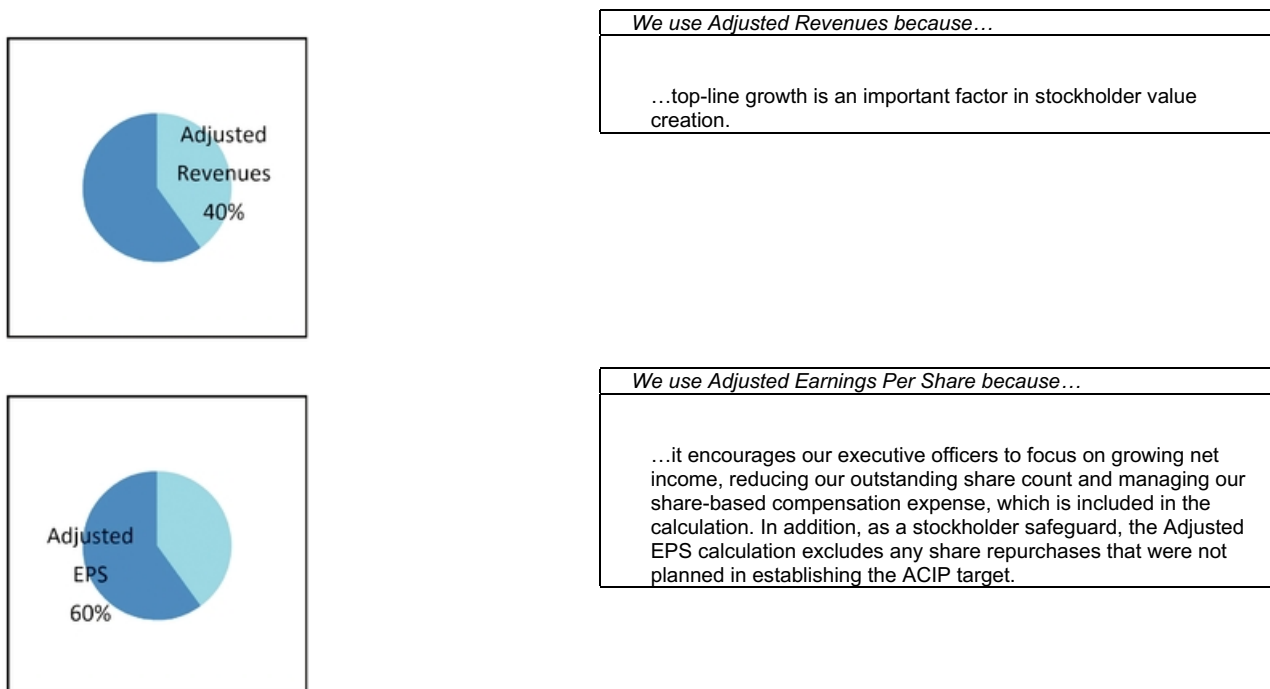 We use Adjusted Revenues because…
…top-line growth is an important factor in stockholder value
creation.
Adjusted
Revenues
40%
We use Adjusted Earnings Per Share because…
…it encourages our executive officers to focus on growing net
income, reducing our outstanding share count and managing our
share-based compensation expense, which is included in the
calculation. In addition, as a stockholder safeguard, the Adjusted
EPS calculation excludes any share repurchases that were not
planned in establishing the ACIP target.
Adjusted
EPS
60%